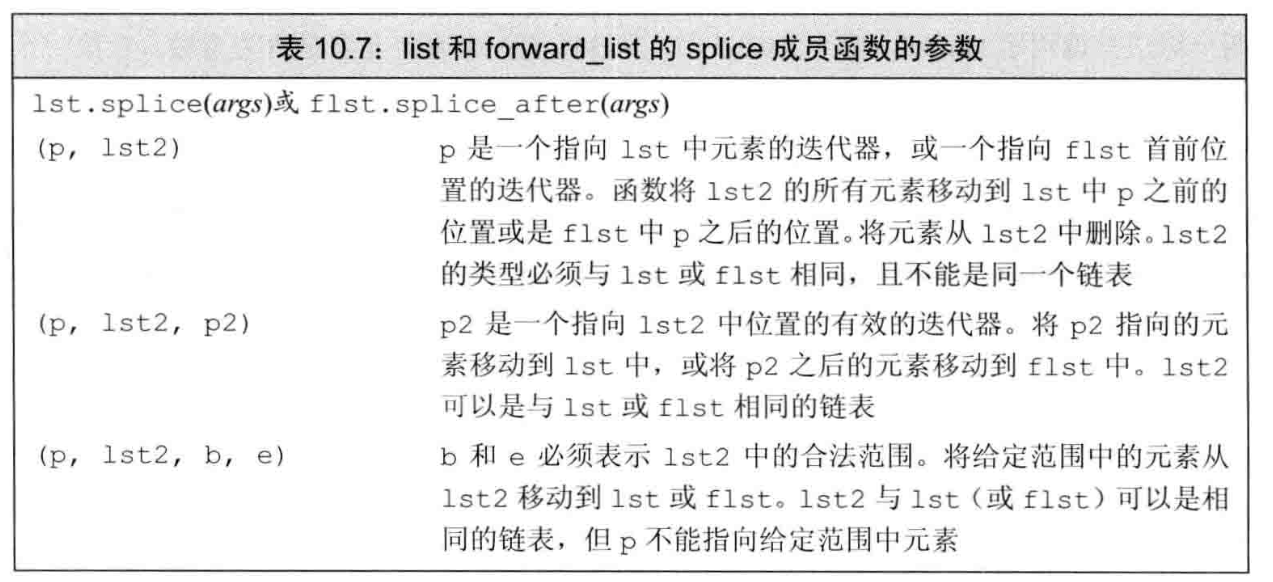 表 10.7：list 和 forward_list 的 splice 成员函数的参数
lst.splice(args)或 flst.splice_after(args)
(p, lst2) p 是一个指向 lst 中元素的迭代器，或一个指向 flst 首前位
置的迭代器。函数将 lst2 的所有元素移动到 lst 中 p 之前的
位置或是 flst 中 p 之后的位置。将元素从 lst2 中删除。lst2
的类型必须与 lst 或 flst 相同，且不能是同一个链表
(p, lst2, p2) p2 是一个指向 lst2 中位置的有效的迭代器。将 p2 指向的元
素移动到 lst 中，或将 p2 之后的元素移动到 flst 中。lst2
可以是与 lst 或 flst 相同的链表
(p, lst2, b, e) b 和 e 必须表示 lst2 中的合法范围。将给定范围中的元素从
lst2 移动到 lst 或 flst。lst2 与 lst（或 flst）可以是相
同的链表，但 p 不能指向给定范围中元素